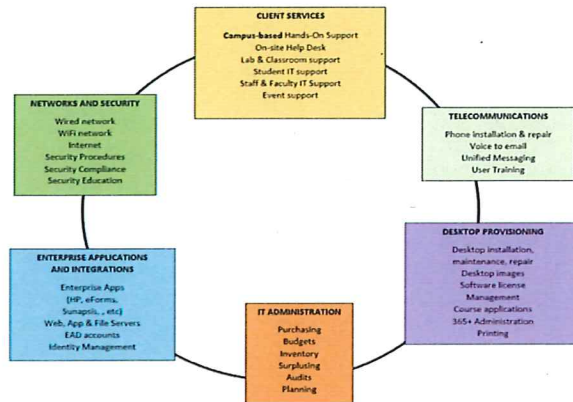 CLIENT SERVICES
Campus-based Hands-On Support
On-site Help Desk
Lab & Classroom support
Student IT support
Staff & Faculty IT Support
Event support
NETWORKS AND SECURITY
Wired network
WiFi network
Internet
Security Procedures
Security Compliance
Security Education
TELECOMMUNICATIONS
Phone installation & repair
Voice to email
Unified Messaging
User Training
ENTERPRISE APPLICATIONS
AND INTEGRATIONS
Enterprise Apps
(HP, eForms,
Sunapsis, , etc)
Web, App & File Servers
EAD accounts
Identity Management
DESKTOP PROVISIONING
Desktop installation,
maintenance, repair
Desktop images
Software license
Management
Course applications
365+ Administration
Printing
IT ADMINISTRATION
Purchasing
Budgets
Inventory
Surplusing
Audits
Planning